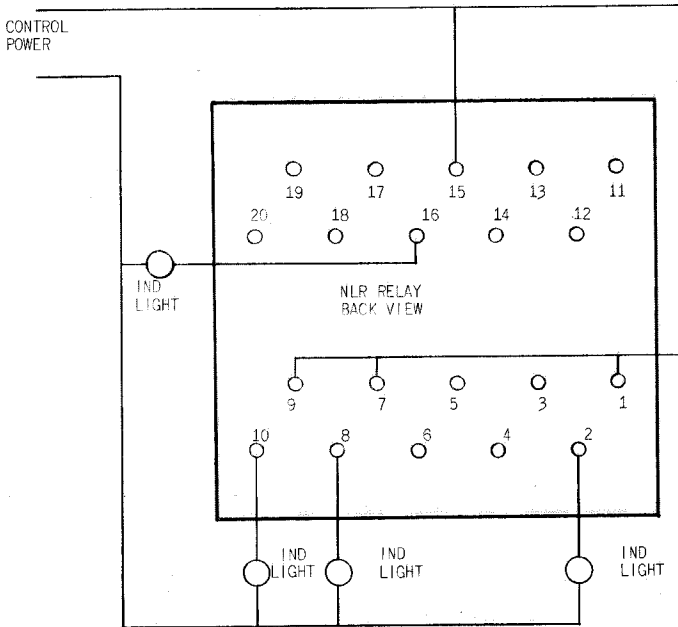 CONTROL
POWER
19 17 15 13 11
20 18 16 14 12
IND
LIGHT
NLR RELAY
BACK VIEW
9 7 5 3 1
10 8 6 4 2
IND
LIGHT
IND
LIGHT
IND
LIGHT